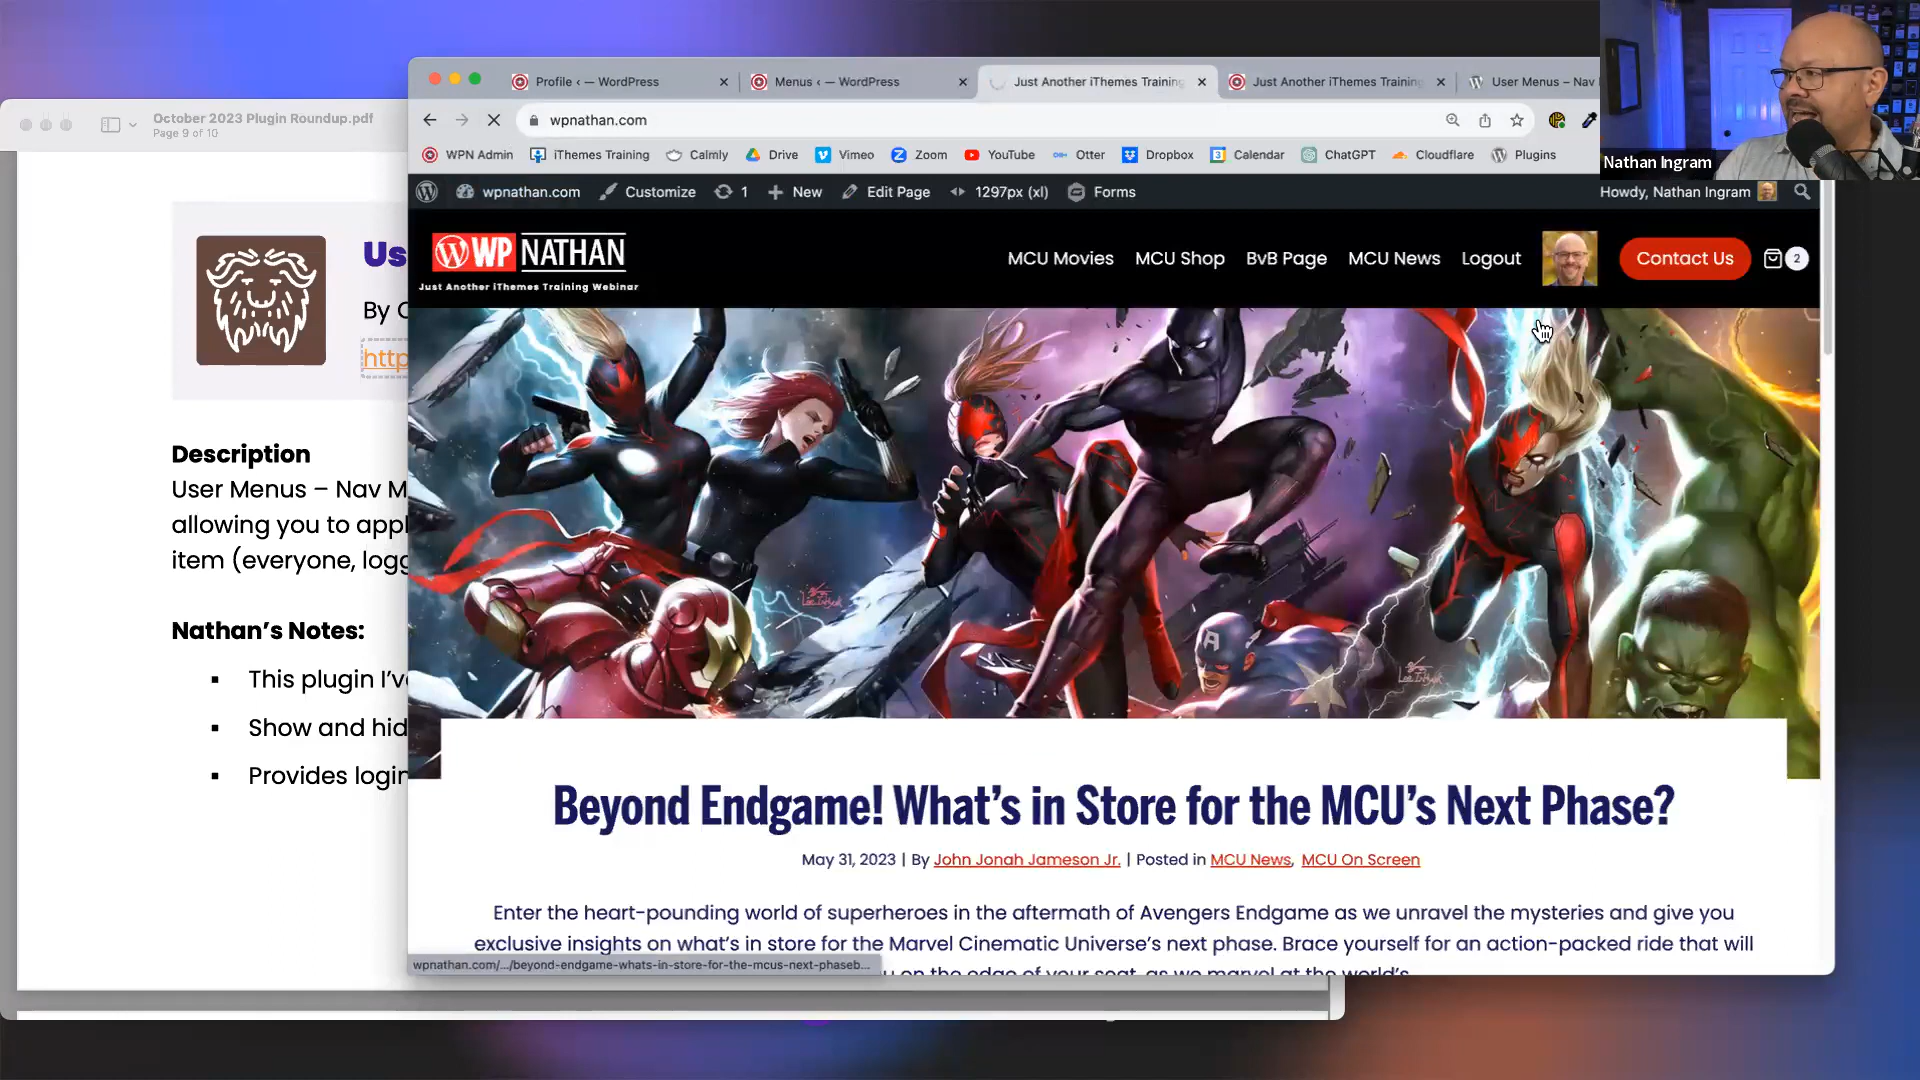 October 2023 Plugin Roundup.pdf
Page 9 of 10
Us
By
http
Description
User Menus – Nav M
allowing you to appl
item (everyone, logg
Nathan's Notes:
▪ This plugin I've
▪ Show and hid
▪ Provides login
Profile ‹ — WordPress
Menus ‹ — WordPress
Just Another iThemes Training
Just Another iThemes Training
User Menus – Nav
wpnathan.com
WPN Admin
iThemes Training
Calmly
Drive
Vimeo
Zoom
YouTube
Otter
Dropbox
Calendar
ChatGPT
Cloudflare
Plugins
wpnathan.com
Customize
1
New
Edit Page
1297px (xl)
Forms
Howdy, Nathan Ingram
WP NATHAN
Just Another iThemes Training Webinar
MCU Movies
MCU Shop
BvB Page
MCU News
Logout
Contact Us
2
Beyond Endgame! What's in Store for the MCU's Next Phase?
May 31, 2023 | By John Jonah Jameson Jr. | Posted in MCU News, MCU On Screen
Enter the heart-pounding world of superheroes in the aftermath of Avengers Endgame as we unravel the mysteries and give you
exclusive insights on what's in store for the Marvel Cinematic Universe's next phase. Brace yourself for an action-packed ride that will
on the edge of your seat, as we marvel at the world's
wpnathan.com/.../beyond-endgame-whats-in-store-for-the-mcus-next-phaseb...
Nathan Ingram